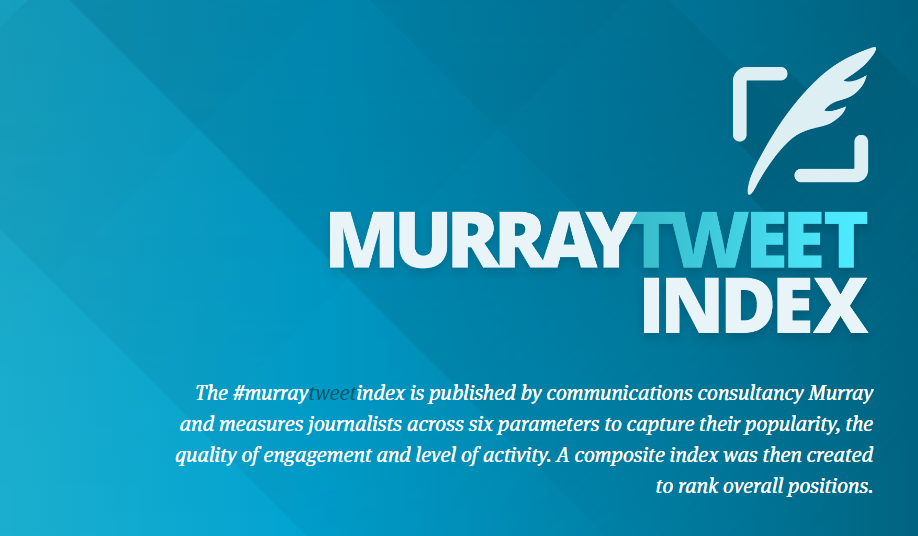 MURRAYTWEET
INDEX
The #murraytweetindex is published by communications consultancy Murray
and measures journalists across six parameters to capture their popularity, the
quality of engagement and level of activity. A composite index was then created
to rank overall positions.